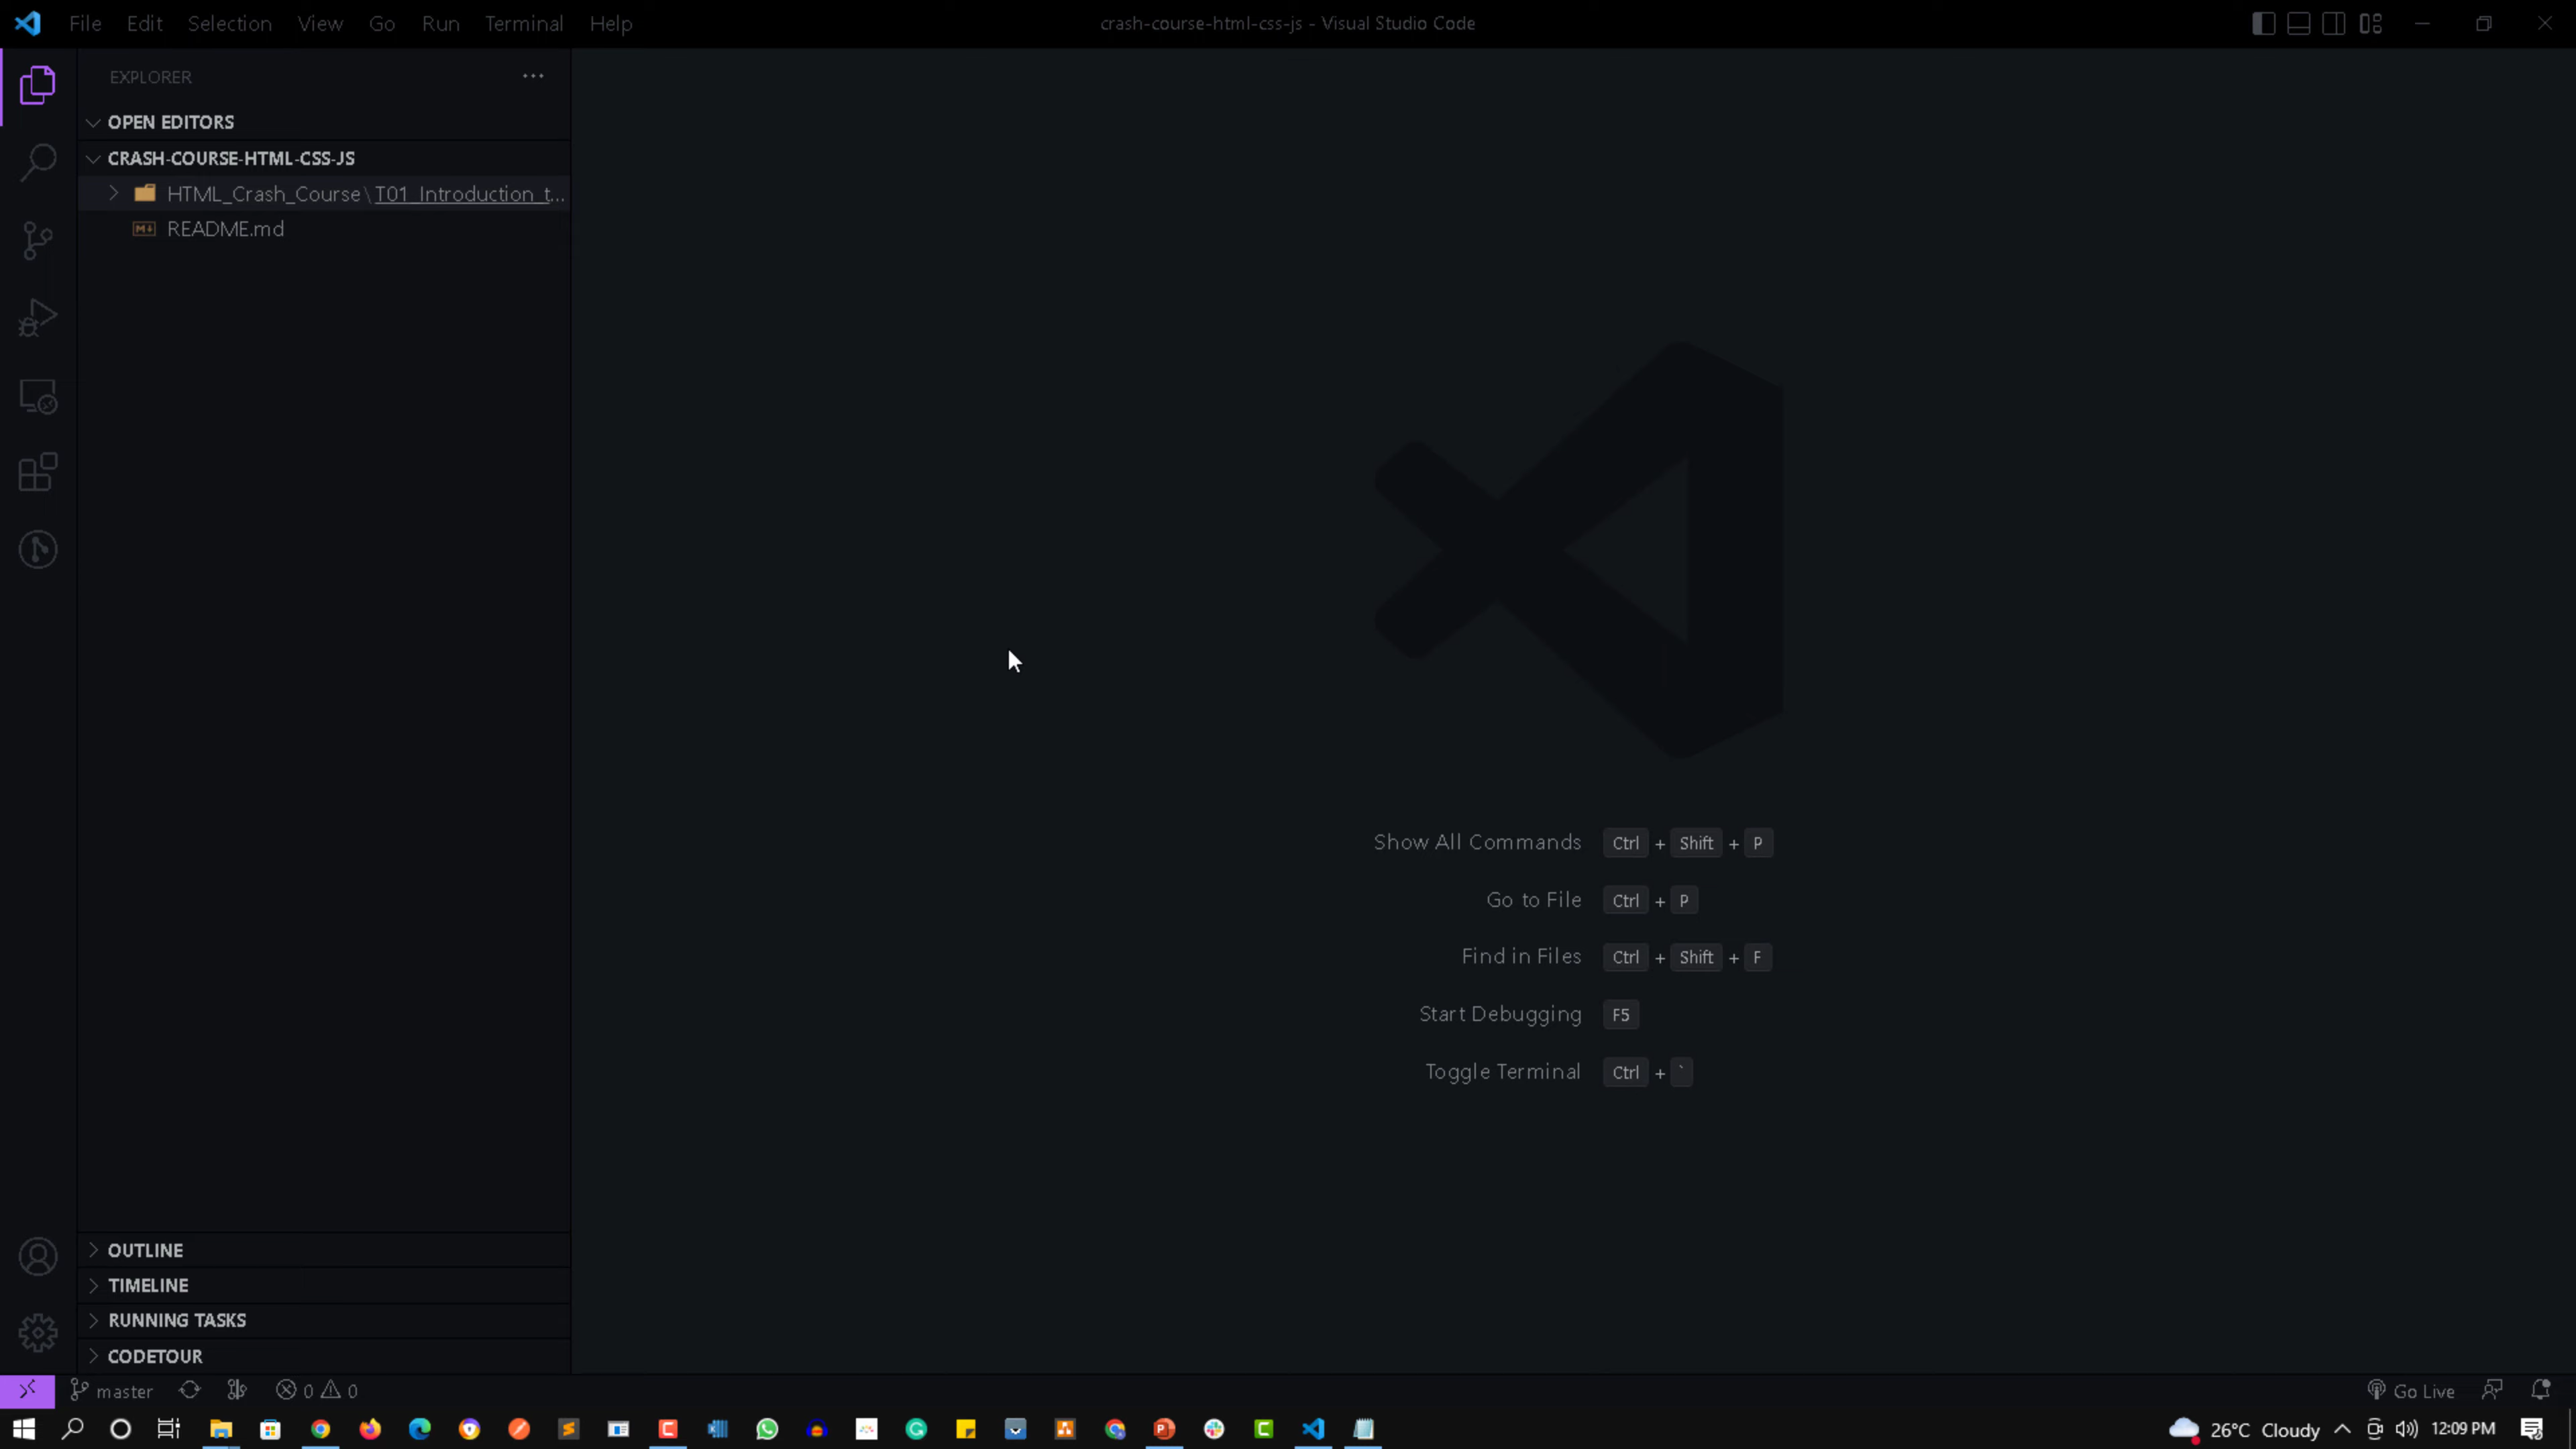 File Edit Selection View Go Run Terminal Help
crash-course-html-css-js - Visual Studio Code
EXPLORER
OPEN EDITORS
CRASH-COURSE-HTML-CSS-JS
HTML_Crash_Course\T01_Introduction_t...
README.md
Show All Commands Ctrl + Shift + P
Go to File Ctrl + P
Find in Files Ctrl + Shift + F
Start Debugging F5
Toggle Terminal Ctrl + `
OUTLINE
TIMELINE
RUNNING TASKS
CODETOUR
master 0 0 Go Live
26°C Cloudy 12:09 PM